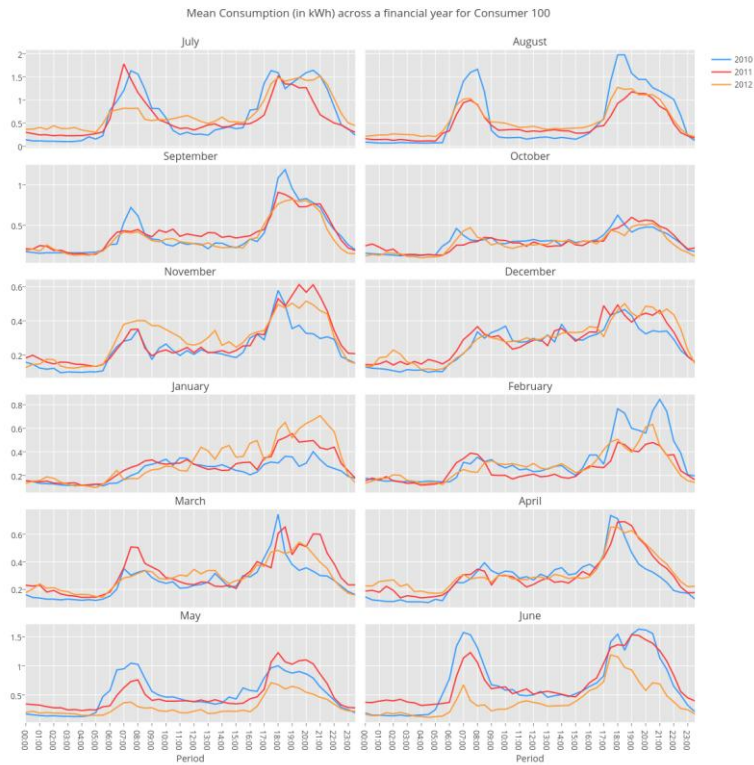 Mean Consumption (in kWh) across a financial year for Consumer 100
July August
2010
2011
2012
2
1.5
1
0.5
0
September October
1
0.5
November December
0.6
0.4
0.2
January February
0.8
0.6
0.4
0.2
March April
0.6
0.4
0.2
May June
1.5
1
0.5
00:00 01:00 02:00 03:00 04:00 05:00 06:00 07:00 08:00 09:00 10:00 11:00 12:00 13:00 14:00 15:00 16:00 17:00 18:00 19:00 20:00 21:00 22:00 23:00 00:00 01:00 02:00 03:00 04:00 05:00 06:00 07:00 08:00 09:00 10:00 11:00 12:00 13:00 14:00 15:00 16:00 17:00 18:00 19:00 20:00 21:00 22:00 23:00
Period Period